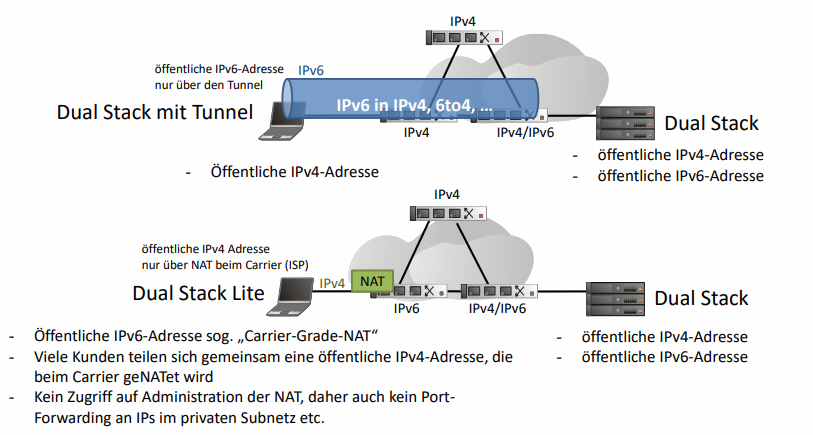 IPv4
öffentliche IPv6-Adresse
nur über den Tunnel
IPv6
Dual Stack mit Tunnel
IPv6 in IPv4, 6to4, ...
IPv4
IPv4/IPv6
Dual Stack
- Öffentliche IPv4-Adresse
- öffentliche IPv4-Adresse
- öffentliche IPv6-Adresse
IPv4
öffentliche IPv4 Adresse
nur über NAT beim Carrier (ISP)
Dual Stack Lite
IPv4
NAT
IPv6
IPv4/IPv6
Dual Stack
- Öffentliche IPv6-Adresse sog. „Carrier-Grade-NAT“
- Viele Kunden teilen sich gemeinsam eine öffentliche IPv4-Adresse, die
beim Carrier geNATet wird
- Kein Zugriff auf Administration der NAT, daher auch kein Port-
Forwarding an IPs im privaten Subnetz etc.
- öffentliche IPv4-Adresse
- öffentliche IPv6-Adresse